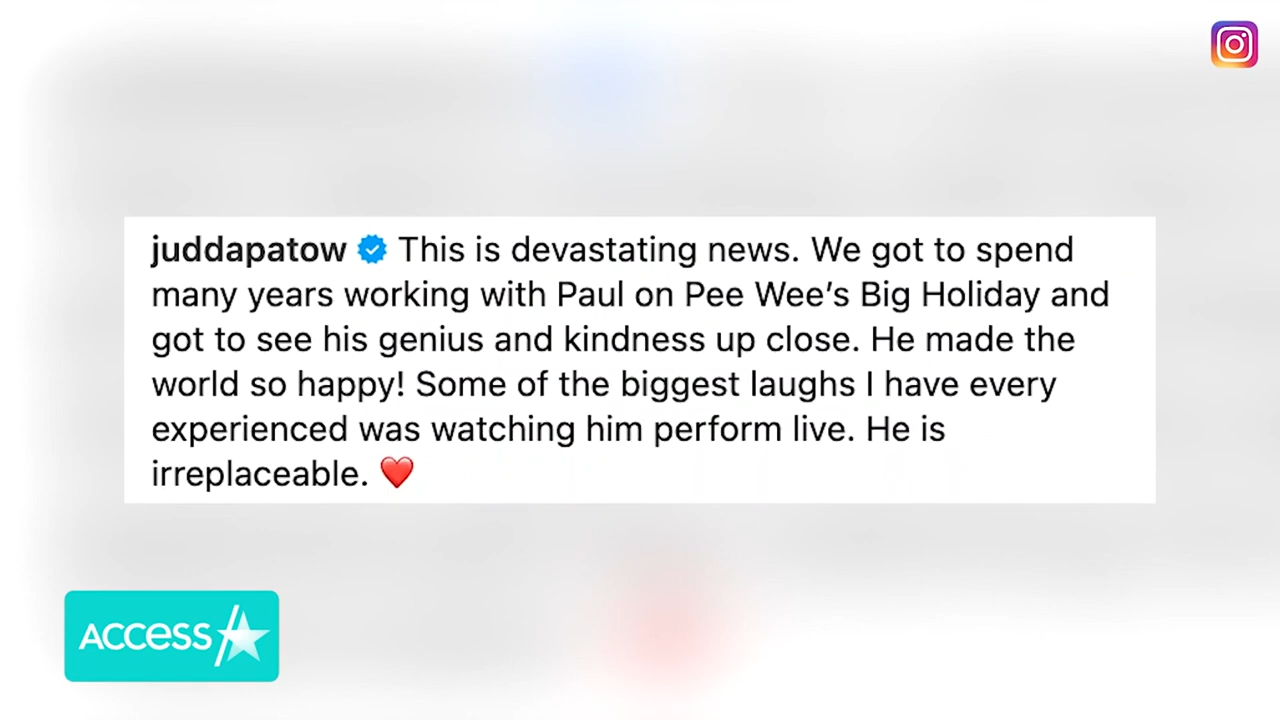 juddapatow This is devastating news. We got to spend
many years working with Paul on Pee Wee’s Big Holiday and
got to see his genius and kindness up close. He made the
world so happy! Some of the biggest laughs I have every
experienced was watching him perform live. He is
irreplaceable. ❤️
ACCESS